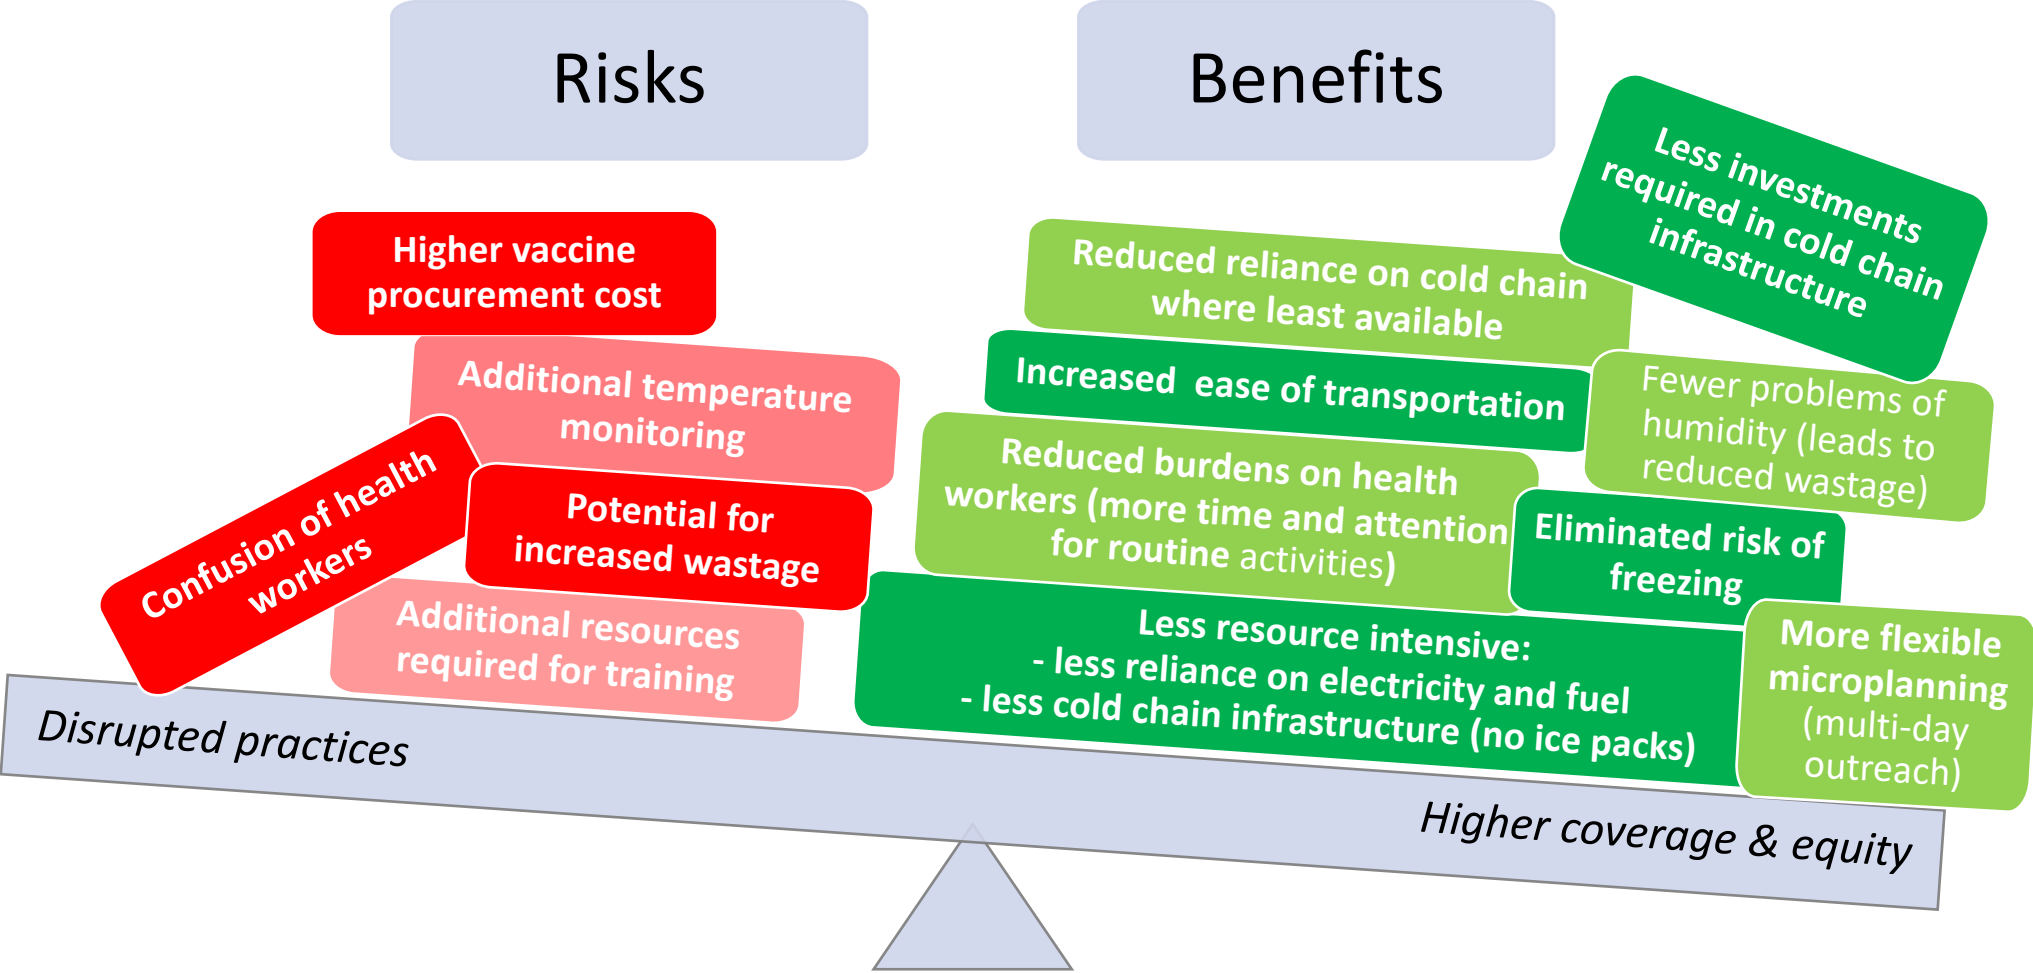 Risks
Higher vaccine
procurement cost
Additional temperature
monitoring
Confusion of health
workers
Potential for
increased wastage
Additional resources
required for training
Disrupted practices
Benefits
Less investments
required in cold chain
infrastructure
Reduced reliance on cold chain
where least available
Increased  ease of transportation
Fewer problems of
humidity (leads to
reduced wastage)
Reduced burdens on health
workers (more time and attention
for routine activities)
Eliminated risk of
freezing
Less resource intensive:
- less reliance on electricity and fuel
- less cold chain infrastructure (no ice packs)
More flexible
microplanning
(multi-day
outreach)
Higher coverage & equity